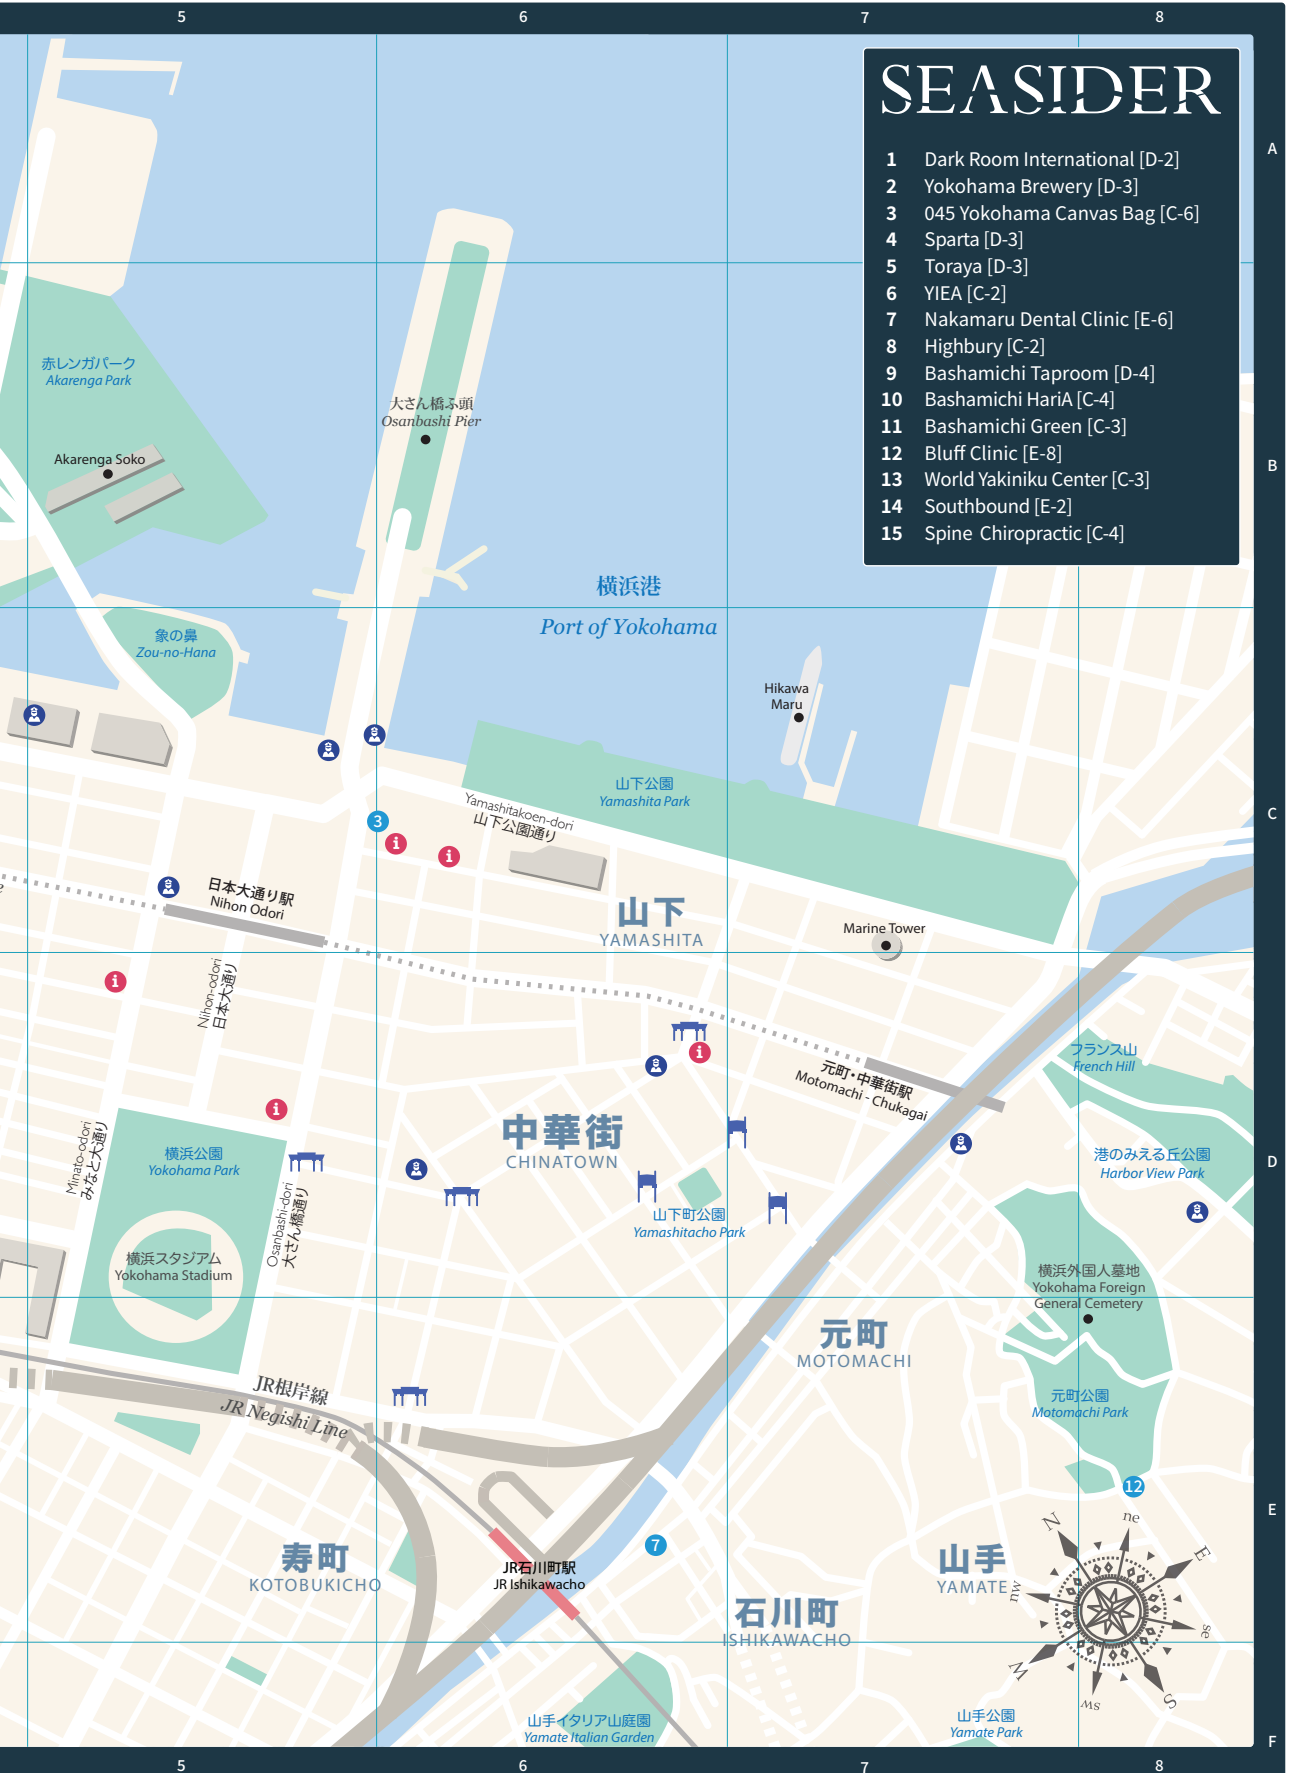 5 6 7 8
SEASIDER
1 Dark Room International [D-2]
2 Yokohama Brewery [D-3]
3 045 Yokohama Canvas Bag [C-6]
4 Sparta [D-3]
5 Toraya [D-3]
6 YIEA [C-2]
7 Nakamaru Dental Clinic [E-6]
8 Highbury [C-2]
9 Bashamichi Taproom [D-4]
10 Bashamichi HariA [C-4]
11 Bashamichi Green [C-3]
12 Bluff Clinic [E-8]
13 World Yakiniku Center [C-3]
14 Southbound [E-2]
15 Spine Chiropractic [C-4]
A
赤レンガパーク
Akarenga Park
大さん橋ふ頭
Osanbashi Pier
Akarenga Soko
B
横浜港
Port of Yokohama
象の鼻
Zou-no-Hana
Hikawa
Maru
山下公園
Yamashita Park
Yamashitakoen-dori
山下公園通り
3
i
i
C
日本大通り駅
Nihon Odori
e
山下
YAMASHITA
Marine Tower
i
Nihon-odori
日本大通り
i
フランス山
French Hill
元町・中華街駅
Motomachi - Chukagai
i
中華街
CHINATOWN
Minato-odori
みなと大通り
横浜公園
Yokohama Park
港のみえる丘公園
Harbor View Park
D
Osanbashi-dori
大さん橋通り
山下町公園
Yamashitacho Park
横浜スタジアム
Yokohama Stadium
横浜外国人墓地
Yokohama Foreign
General Cemetery
元町
MOTOMACHI
JR根岸線
JR Negishi Line
元町公園
Motomachi Park
12
E
7
寿町
KOTOBUKICHO
JR石川町駅
JR Ishikawacho
山手
YAMATE
石川町
ISHIKAWACHO
N ne E se S sw W nw
山手イタリア山庭園
Yamate Italian Garden
山手公園
Yamate Park
F
5 6 7 8